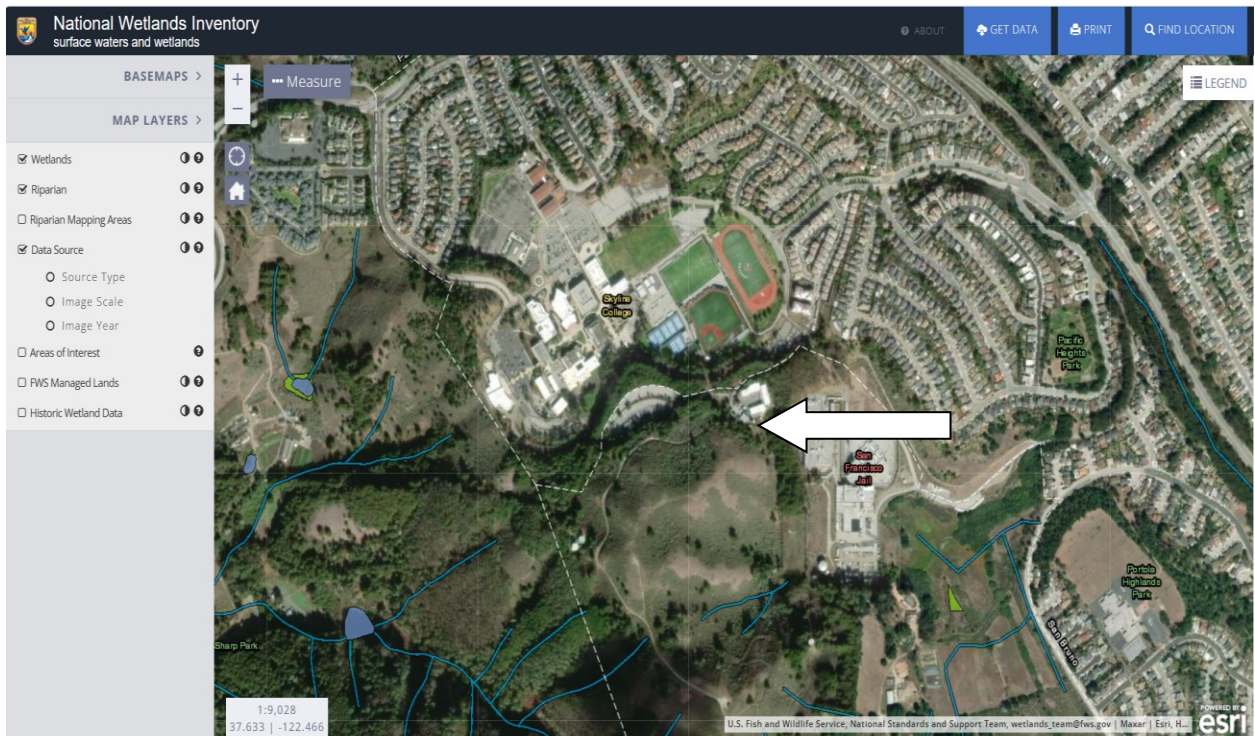 National Wetlands Inventory
surface waters and wetlands
ABOUT
GET DATA
PRINT
FIND LOCATION
BASEMAPS >
MAP LAYERS >
Wetlands
Riparian
Riparian Mapping Areas
Data Source
Source Type
Image Scale
Image Year
Areas of Interest
FWS Managed Lands
Historic Wetland Data
+
−
Measure
LEGEND
Skyline
College
Pacific
Heights
Park
San
Francisco
Jail
Portola
Highlands
Park
San Bruno
Sharp Park
1:9,028
37.633 | -122.466
U.S. Fish and Wildlife Service, National Standards and Support Team, wetlands_team@fws.gov | Maxar | Esri, H...
POWERED BY
esri